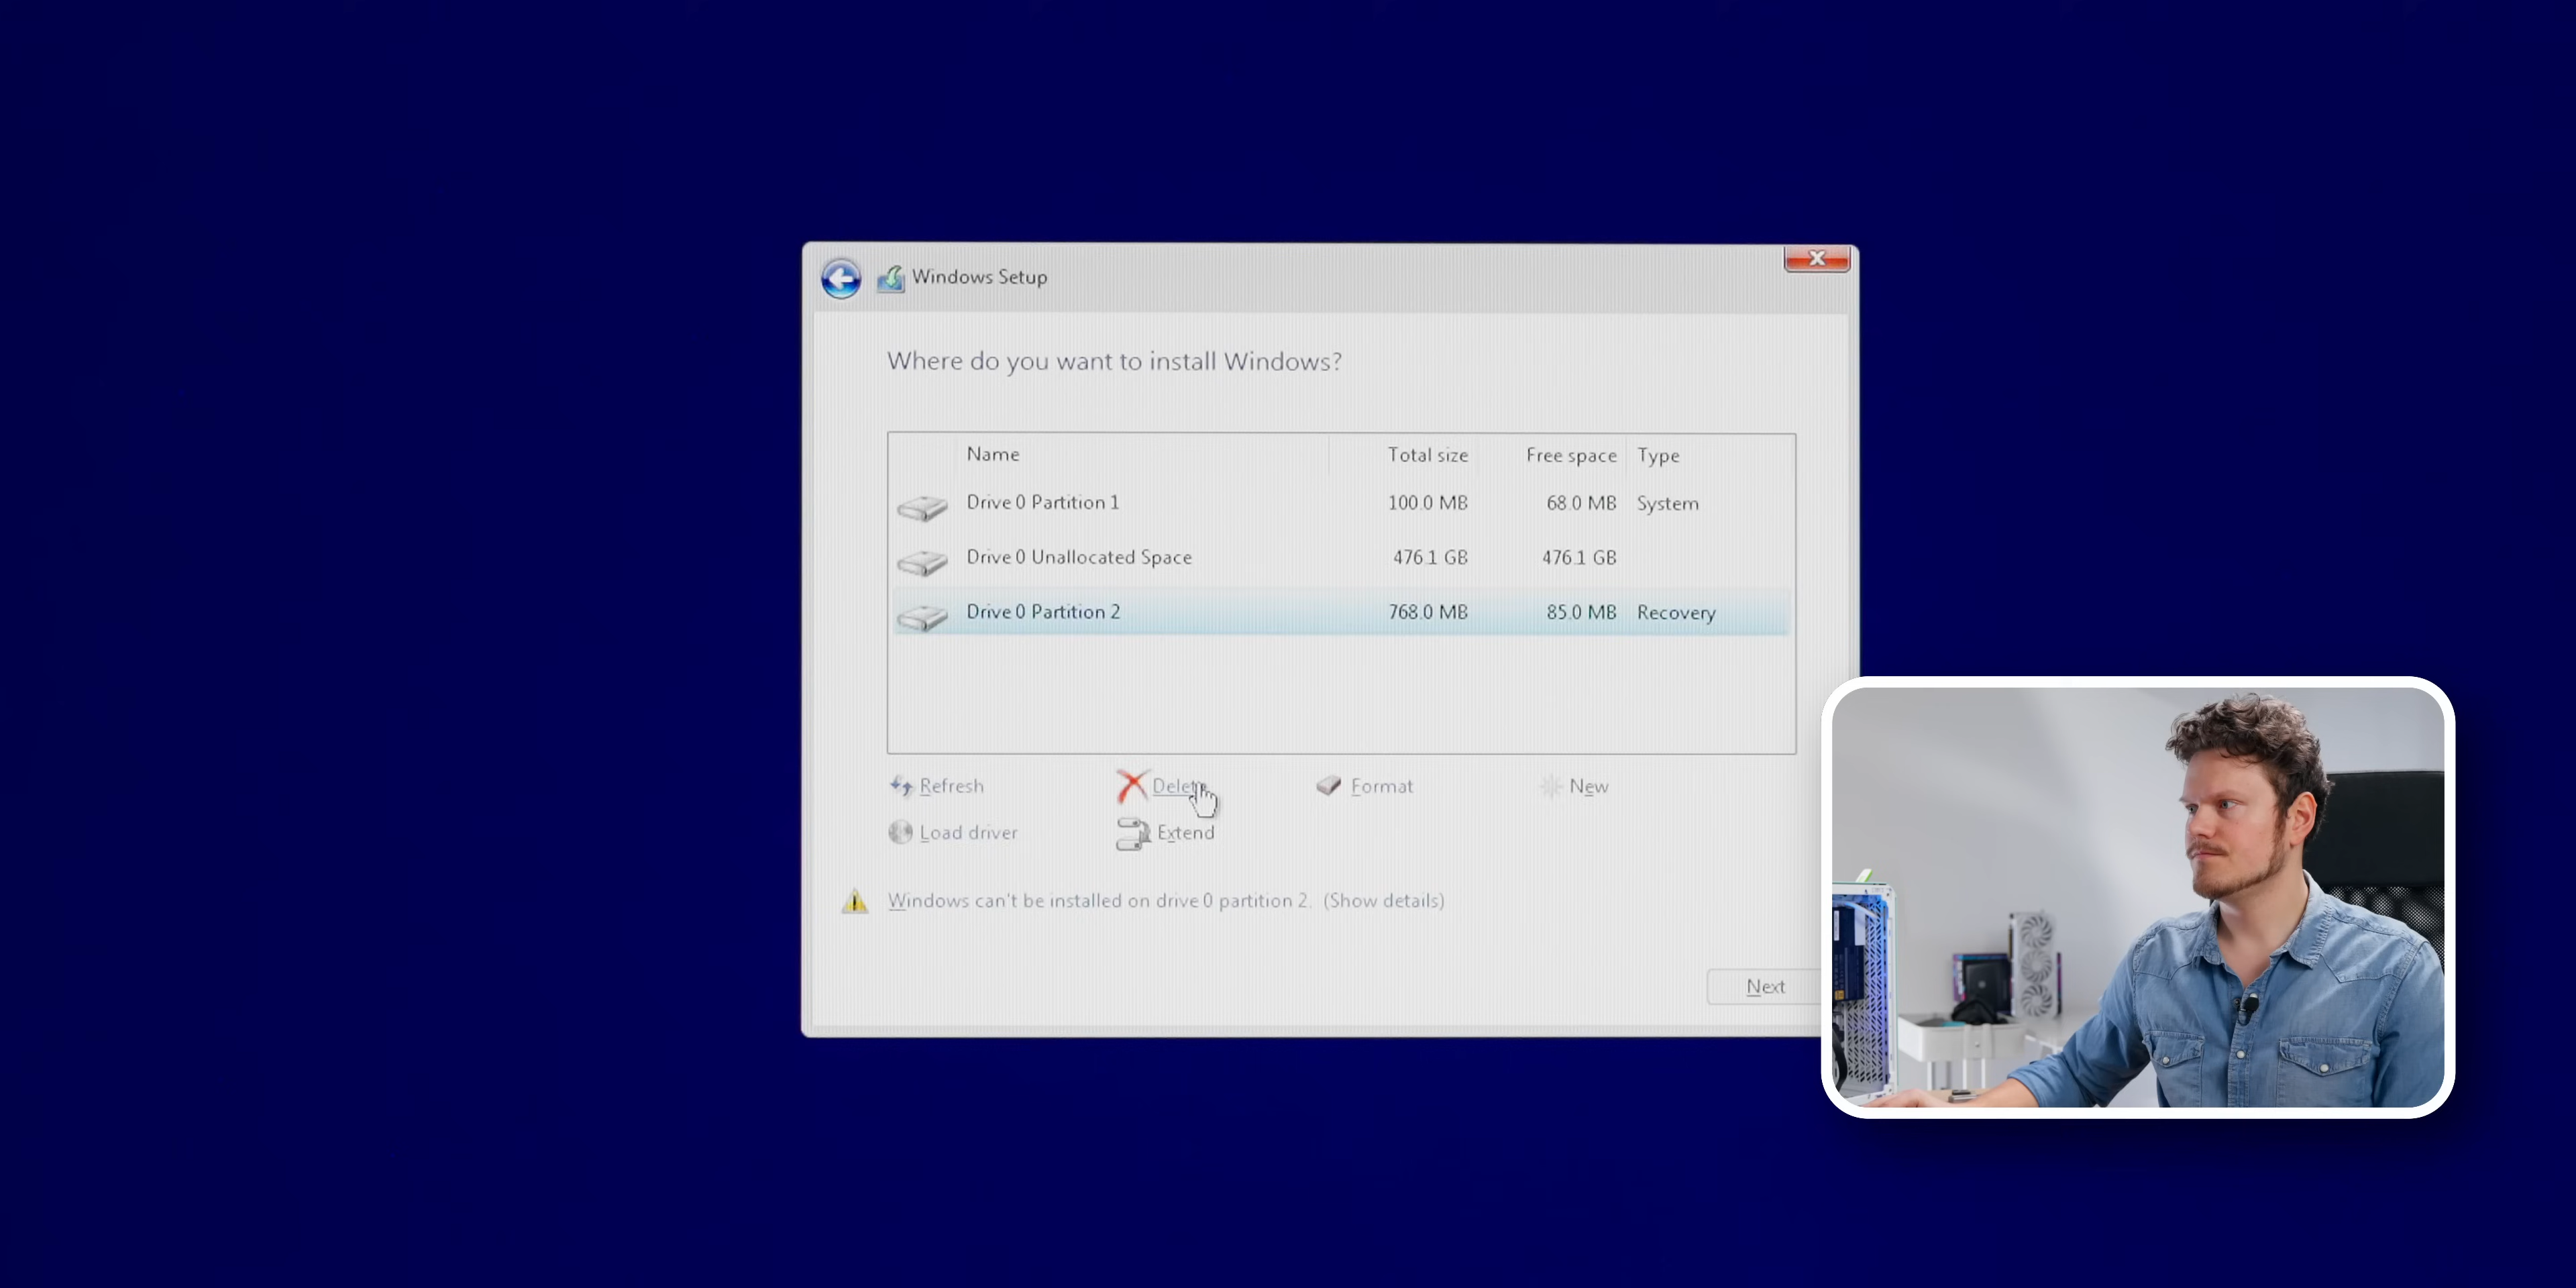 Windows Setup
Where do you want to install Windows?
Name Total size Free space Type
Drive 0 Partition 1 100.0 MB 68.0 MB System
Drive 0 Unallocated Space 476.1 GB 476.1 GB
Drive 0 Partition 2 768.0 MB 85.0 MB Recovery
Refresh Delete Format New
Load driver Extend
Windows can't be installed on drive 0 partition 2. (Show details)
Next